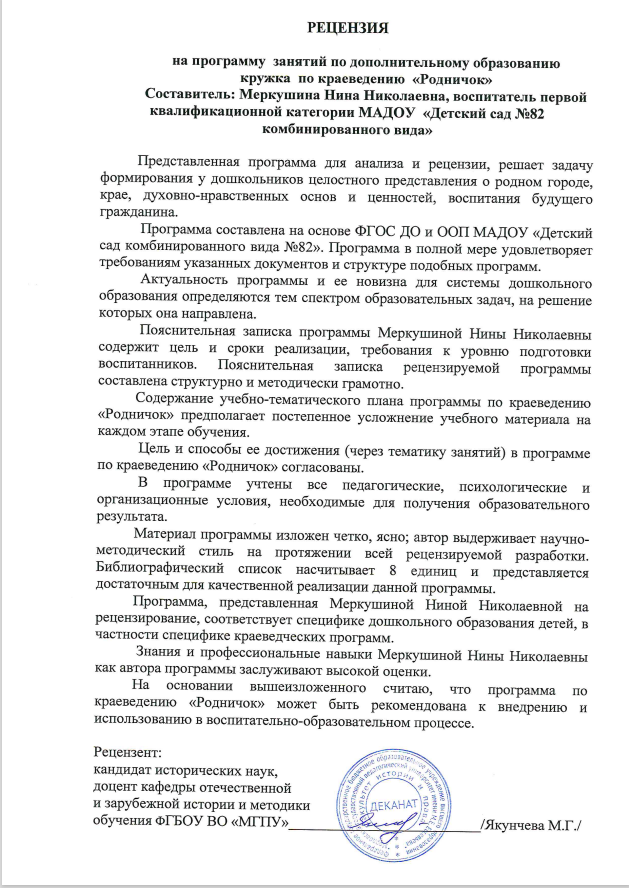 РЕЦЕНЗИЯ
на программу занятий по дополнительному образованию
кружка по краеведению «Родничок»
Составитель: Меркушина Нина Николаевна, воспитатель первой
квалификационной категории МАДОУ «Детский сад №82
комбинированного вида»
Представленная программа для анализа и рецензии, решает задачу
формирования у дошкольников целостного представления о родном городе,
крае, духовно-нравственных основ и ценностей, воспитания будущего
гражданина.
Программа составлена на основе ФГОС ДО и ООП МАДОУ «Детский
сад комбинированного вида №82». Программа в полной мере удовлетворяет
требованиям указанных документов и структуре подобных программ.
Актуальность программы и ее новизна для системы дошкольного
образования определяются тем спектром образовательных задач, на решение
которых она направлена.
Пояснительная записка программы Меркушиной Нины Николаевны
содержит цель и сроки реализации, требования к уровню подготовки
воспитанников. Пояснительная записка рецензируемой программы
составлена структурно и методически грамотно.
Содержание учебно-тематического плана программы по краеведению
«Родничок» предполагает постепенное усложнение учебного материала на
каждом этапе обучения.
Цель и способы ее достижения (через тематику занятий) в программе
по краеведению «Родничок» согласованы.
В программе учтены все педагогические, психологические и
организационные условия, необходимые для получения образовательного
результата.
Материал программы изложен четко, ясно; автор выдерживает научно-
методический стиль на протяжении всей рецензируемой разработки.
Библиографический список насчитывает 8 единиц и представляется
достаточным для качественной реализации данной программы.
Программа, представленная Меркушиной Ниной Николаевной на
рецензирование, соответствует специфике дошкольного образования детей, в
частности специфике краеведческих программ.
Знания и профессиональные навыки Меркушиной Нины Николаевны
как автора программы заслуживают высокой оценки.
На основании вышеизложенного считаю, что программа по
краеведению «Родничок» может быть рекомендована к внедрению и
использованию в воспитательно-образовательном процессе.
Рецензент:
кандидат исторических наук,
доцент кафедры отечественной
и зарубежной истории и методики
обучения ФГБОУ ВО «МГПУ» /Якунчева М.Г./
ДЕКАНАТ